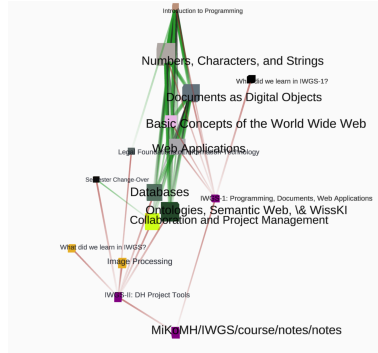 Introduction to Programming
Numbers, Characters, and Strings
What did we learn in IWGS-1?
Documents as Digital Objects
Basic Concepts of the World Wide Web
Web Applications
Legal Foundations of Information Technology
Semester Change-Over
Databases
IWGS-1: Programming, Documents, Web Applications
Ontologies, Semantic Web, \& WissKI
Collaboration and Project Management
What did we learn in IWGS?
Image Processing
IWGS-II: DH Project Tools
MiKoMH/IWGS/course/notes/notes